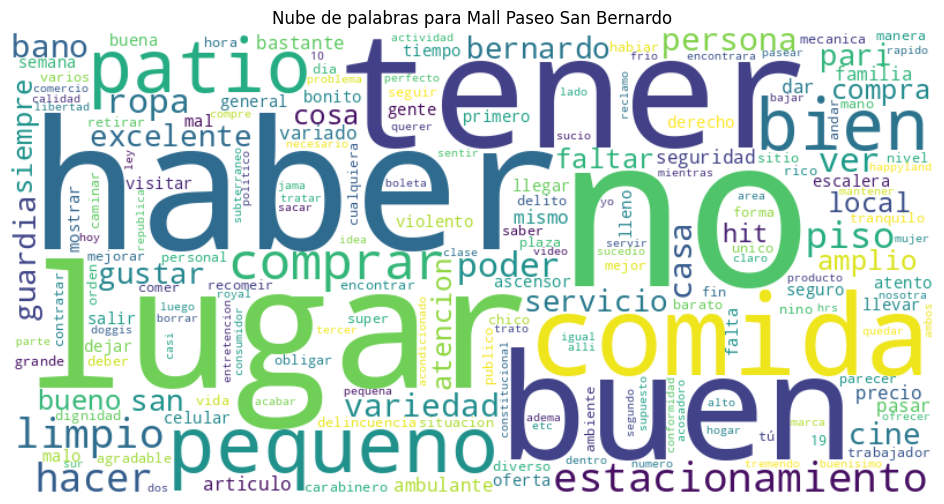 Nube de palabras para Mall Paseo San Bernardo
bano buena hora bastante actividad habiar persona mecanica manera
semana patio dia 10 tiempo bernardo encontrara pasear rapido
varios problema perfecto frio pari familia
comercio ropa general bonito seguir tener lado reclamo bajar dar compra
calidad libertad compre retirar cosa gente primero bien andar mano
siempre excelente mal variado querer sucio derecho
necesario faltar seguridad sitio ver nivel
ley visitar haber sentir mientras rico escalera happyland
guardia mostrar caminar republica subterraneo politico jama tratar cualquiera boleta llegar delito lleno yo area mantener
hoy sacar violento mismo no forma hit local tranquilo mujer
mejorar personal idea saber plaza servir casa unico piso
gustar comprar clase video sucedio claro amplio
orden comer recomeir encontrar poder ascensor mejor fin producto seguro atento nosotra
contratar salir luego royal atencion servicio barato nino hrs llevar
doggis borrar super chico trato falta
parte dejar casi entretencion consumidor tercer acondicionado publico igual alli comida quedar ambos
grande deber lugar obligar
bueno san vida acabar pequena constitucional buen parecer
dignidad celular variedad adema alto precio
limpio delincuencia situacion etc ambiente segundo supuesto conformidad acosadoro marca pasar ofrecer
malo agradable pequeno hogar tú 19 cine trabajador
sur diverso dentro numero tremendo buenisimo
hacer dos articulo carabinero ambulante oferta estacionamiento